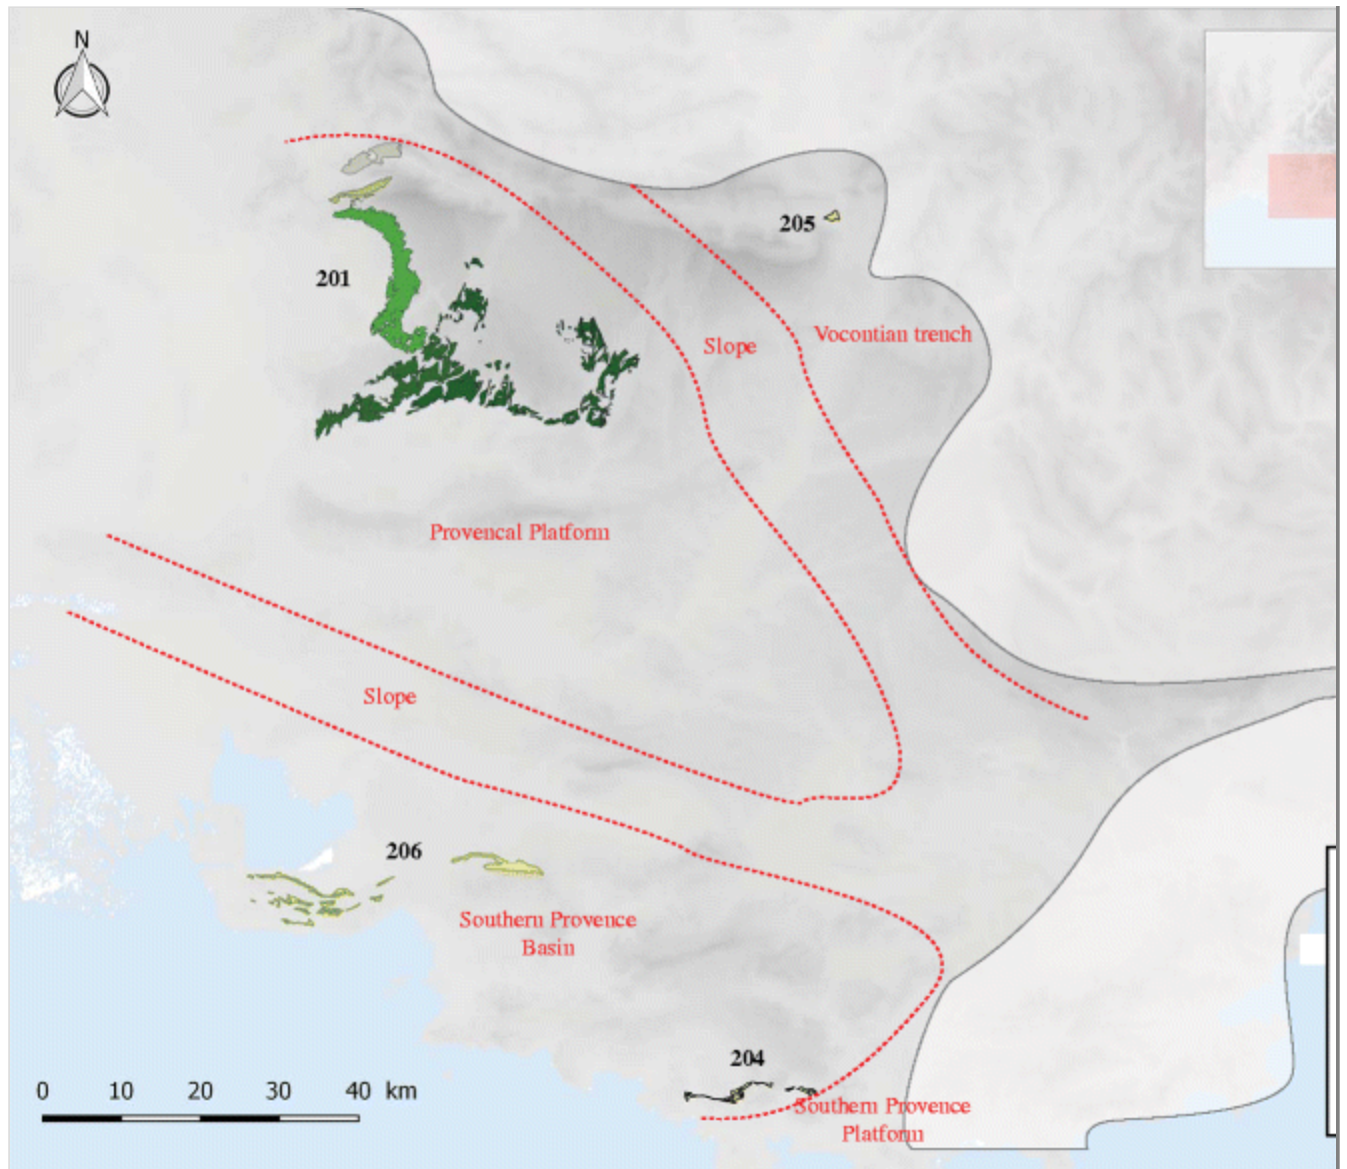 N
205
201
Slope
Vocontian trench
Provencal Platform
Slope
206
Southern Provence
Basin
204
0 10 20 30 40 km
Southern Provence
Platform